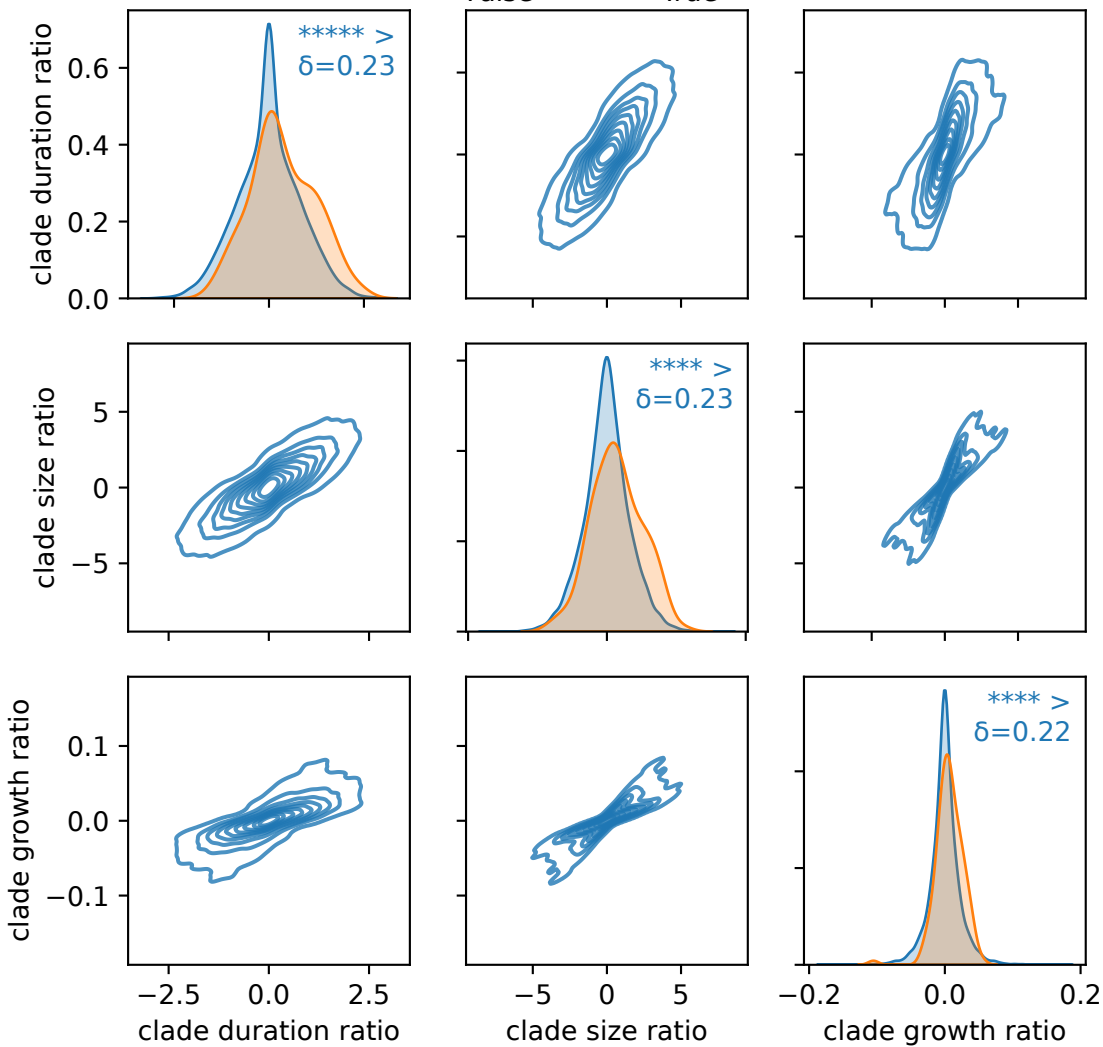 clade duration ratio
0.6
0.4
0.2
0.0
***** >
δ=0.23
clade size ratio
5
0
−5
**** >
δ=0.23
clade growth ratio
0.1
0.0
−0.1
**** >
δ=0.22
−2.5 0.0 2.5
−5 0 5
−0.2 0.0 0.2
clade duration ratio
clade size ratio
clade growth ratio